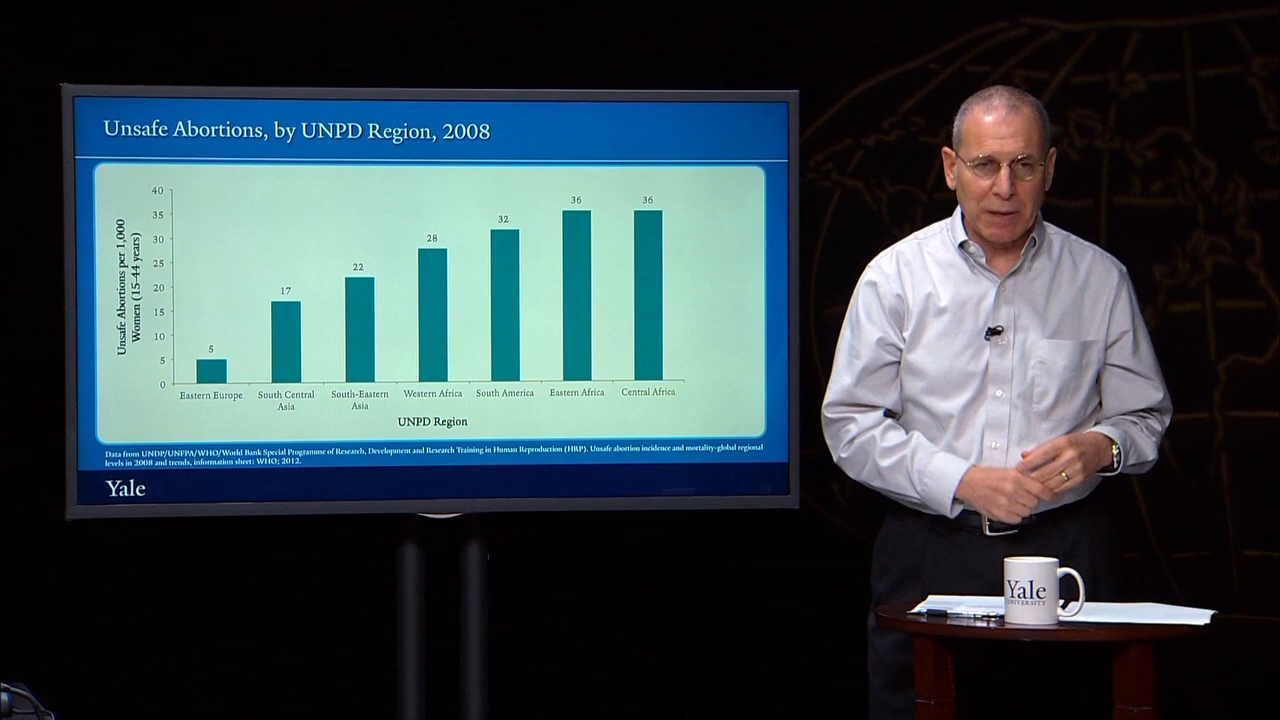 Unsafe Abortions, by UNPD Region, 2008
Unsafe Abortions per 1,000
Women (15-44 years)
40
35
30
25
20
15
10
5
0
5
17
22
28
32
36
36
Eastern Europe
South Central
Asia
South-Eastern
Asia
Western Africa
South America
Eastern Africa
Central Africa
UNPD Region
Data from UNDP/UNFPA/WHO/World Bank Special Programme of Research, Development and Research Training in Human Reproduction (HRP). Unsafe abortion incidence and mortality-global regional
levels in 2008 and trends, information sheet: WHO; 2012.
Yale
Yale
UNIVERSITY